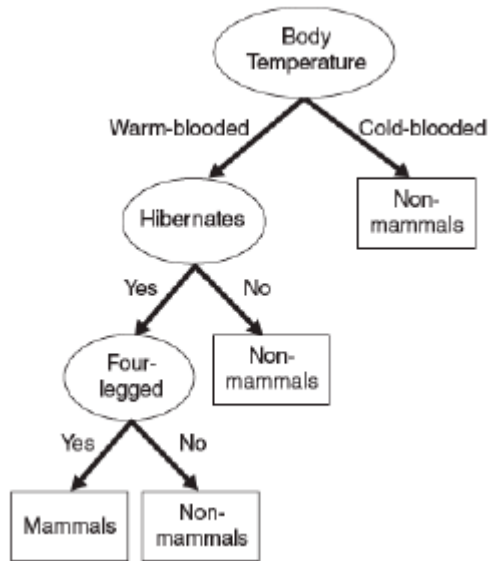 Body
Temperature
Warm-blooded
Cold-blooded
Hibernates
Non-
mammals
Yes
No
Four-
legged
Non-
mammals
Yes
No
Mammals
Non-
mammals